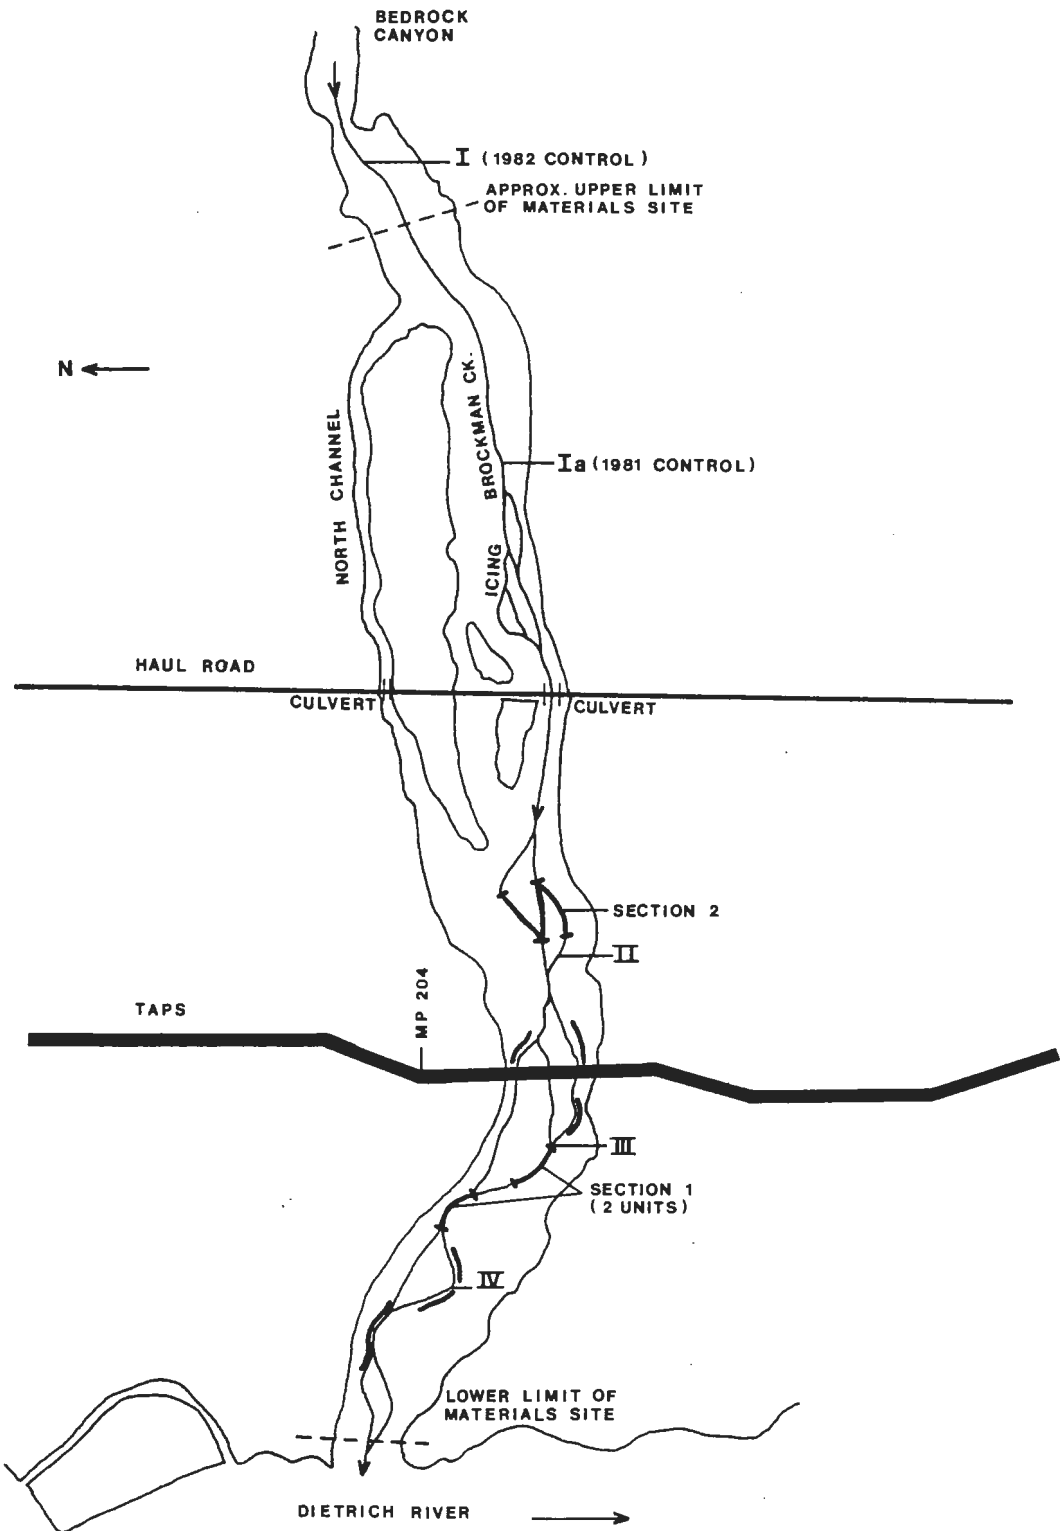 BEDROCK
CANYON
I (1982 CONTROL)
APPROX. UPPER LIMIT
OF MATERIALS SITE
N
NORTH CHANNEL
BROCKMAN CK.
Ia (1981 CONTROL)
ICING
HAUL ROAD
CULVERT
CULVERT
SECTION 2
II
MP 204
TAPS
III
SECTION 1
(2 UNITS)
IV
LOWER LIMIT OF
MATERIALS SITE
DIETRICH RIVER